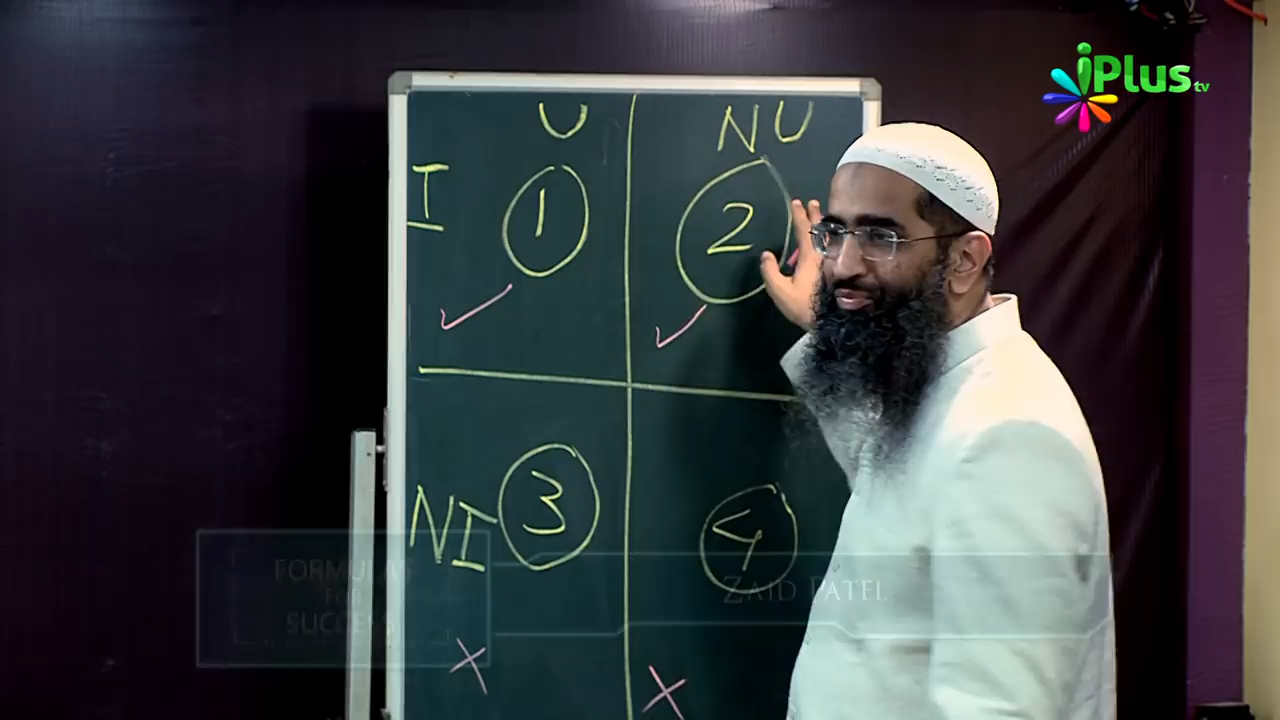 iPlus tv
U NU
I 1 2
NI 3 4
FORMULAS
FOR
SUCCESS
ZAID PATEL